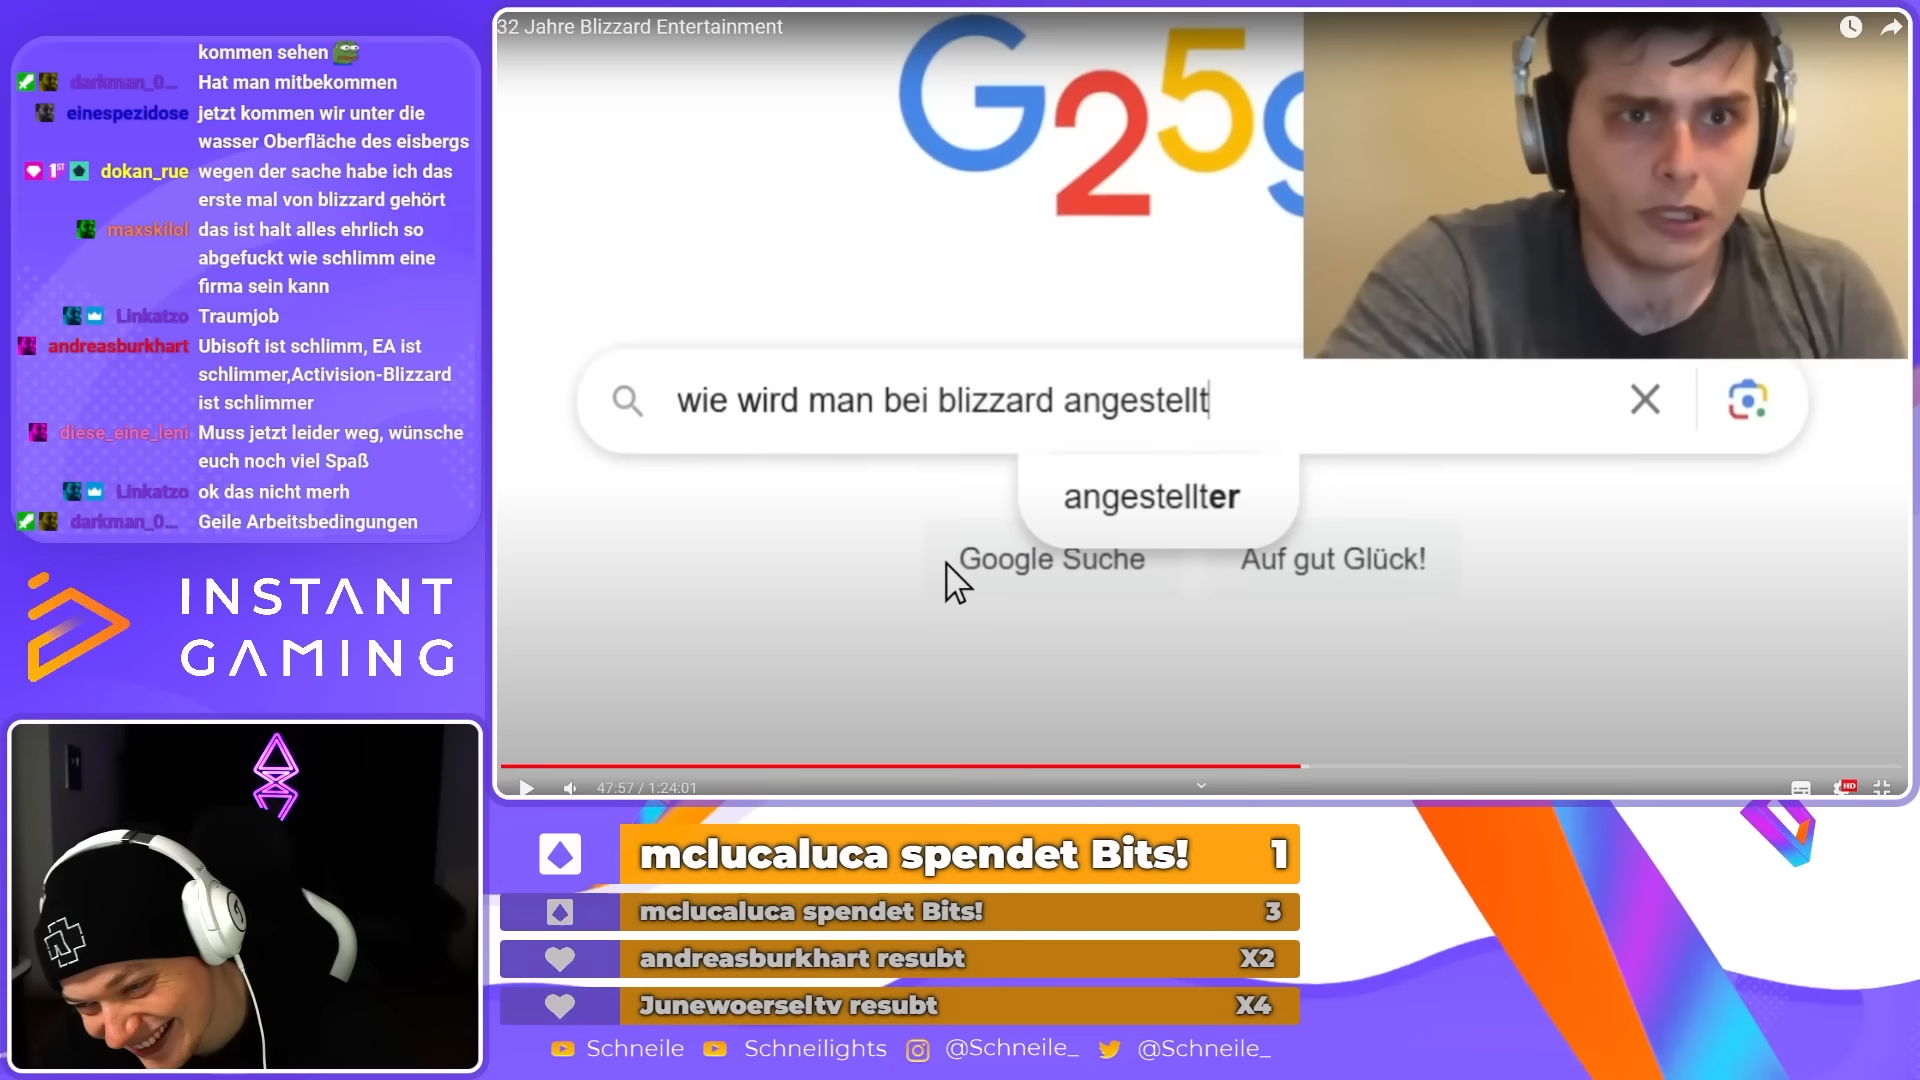 kommen sehen
darkman_0... Hat man mitbekommen
einespezidose jetzt kommen wir unter die
wasser Oberfläche des eisbergs
1ST dokan_rue wegen der sache habe ich das
erste mal von blizzard gehört
maxskilol das ist halt alles ehrlich so
abgefuckt wie schlimm eine
firma sein kann
Linkatzo Traumjob
andreasburkhart Ubisoft ist schlimm, EA ist
schlimmer,Activision-Blizzard
ist schlimmer
diese_eine_leni Muss jetzt leider weg, wünsche
euch noch viel Spaß
Linkatzo ok das nicht merh
darkman_0... Geile Arbeitsbedingungen
INSTANT
GAMING
32 Jahre Blizzard Entertainment
G25g
wie wird man bei blizzard angestellt
angestellter
Google Suche
Auf gut Glück!
47:57 / 1:24:01
HD
mclucaluca spendet Bits! 1
mclucaluca spendet Bits! 3
andreasburkhart resubt X2
Junewoerseltv resubt X4
Schneile Schneilights @Schneile_ @Schneile_